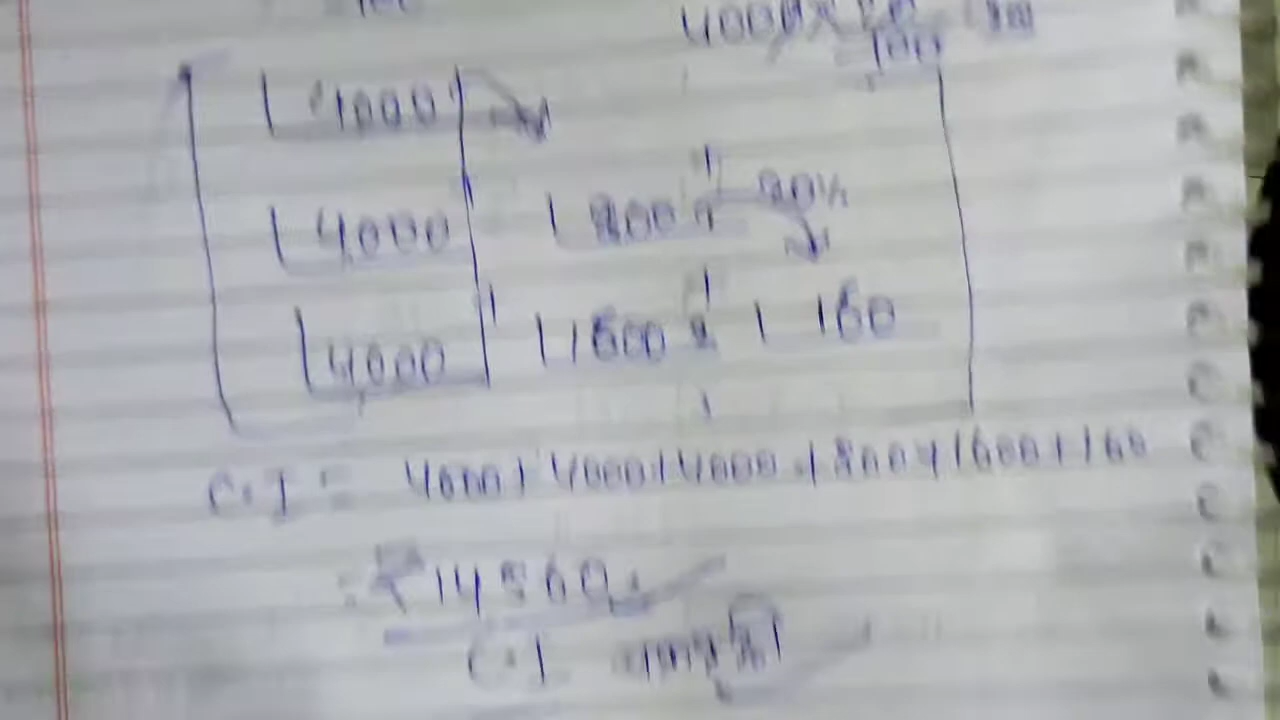 4000 × 20
100
4000
4000 800 20%
4000 1600 160
C.I = 4000+4000+4000+800+1600+160
= ₹14560
C.I